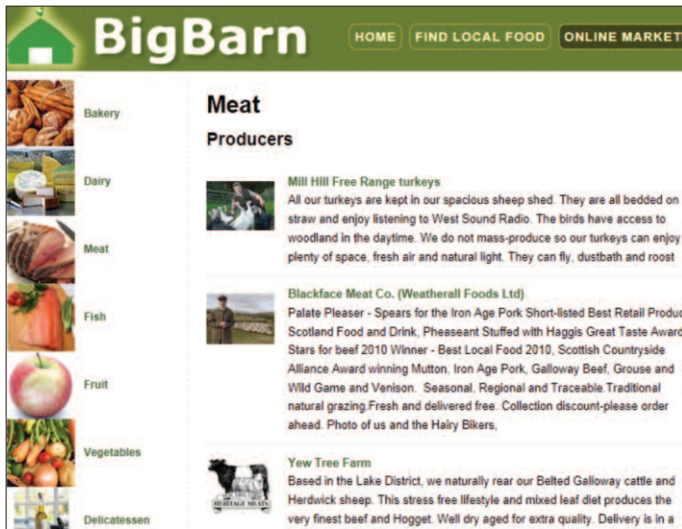 BigBarn
HOME
FIND LOCAL FOOD
ONLINE MARKET
Bakery
Dairy
Meat
Fish
Fruit
Vegetables
Delicatessen
Meat
Producers
Mill Hill Free Range turkeys
All our turkeys are kept in our spacious sheep shed. They are all bedded on
straw and enjoy listening to West Sound Radio. The birds have access to
woodland in the daytime. We do not mass-produce so our turkeys can enjoy
plenty of space, fresh air and natural light. They can fly, dustbath and roost
Blackface Meat Co. (Weatherall Foods Ltd)
Palate Pleaser - Spears for the Iron Age Pork Short-listed Best Retail Produc
Scotland Food and Drink, Pheaseant Stuffed with Haggis Great Taste Award
Stars for beef 2010 Winner - Best Local Food 2010, Scottish Countryside
Alliance Award winning Mutton, Iron Age Pork, Galloway Beef, Grouse and
Wild Game and Venison.  Seasonal, Regional and Traceable.Traditional
natural grazing.Fresh and delivered free. Collection discount-please order
ahead. Photo of us and the Hairy Bikers,
HERITAGE MEATS
Yew Tree Farm
Based in the Lake District, we naturally rear our Belted Galloway cattle and
Herdwick sheep. This stress free lifestyle and mixed leaf diet produces the
very finest beef and Hogget. Well dry aged for extra quality. Delivery is in a